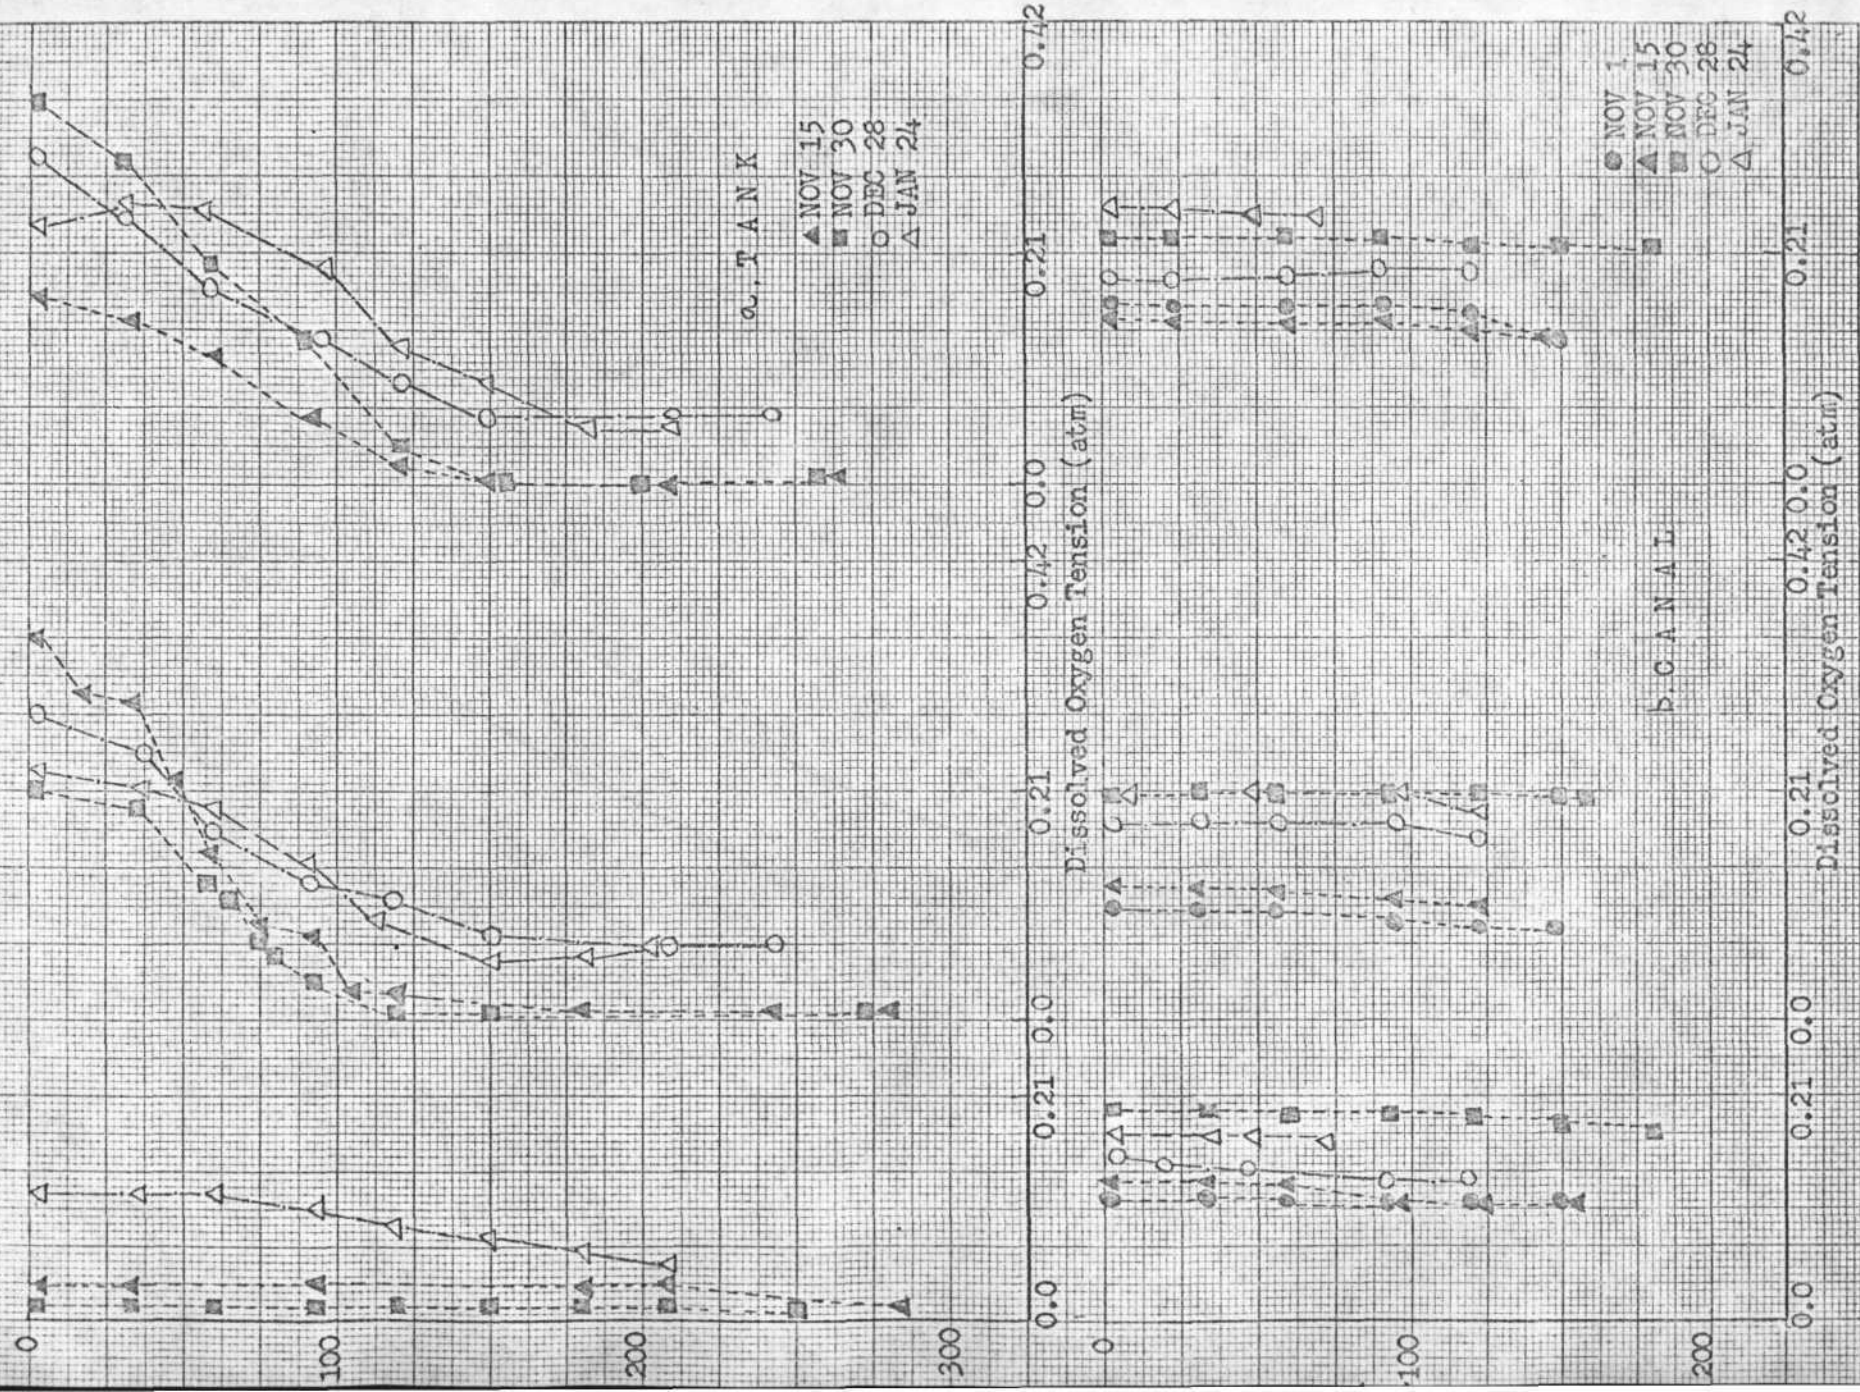 0
100
200
300
a. T A N K
▲ NOV 15
■ NOV 30
○ DEC 28
△ JAN 24
0.0 0.21 0.0 0.21 0.42 0.0 0.21 0.42
Dissolved Oxygen Tension (atm)
0
100
200
b. C A N A L
● NOV 1
▲ NOV 15
■ NOV 30
○ DEC 28
△ JAN 24
0.0 0.21 0.0 0.21 0.42 0.0 0.21 0.42
Dissolved Oxygen Tension (atm)